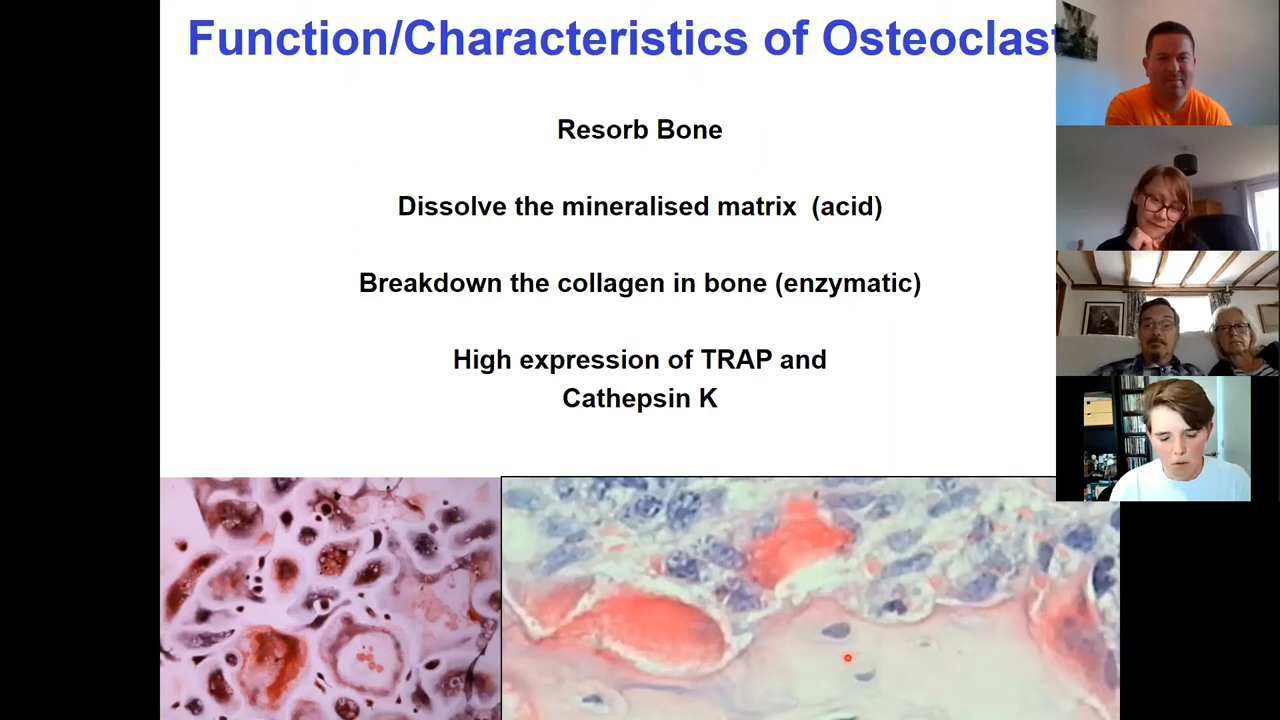 Function/Characteristics of Osteoclast
Resorb Bone
Dissolve the mineralised matrix (acid)
Breakdown the collagen in bone (enzymatic)
High expression of TRAP and
Cathepsin K